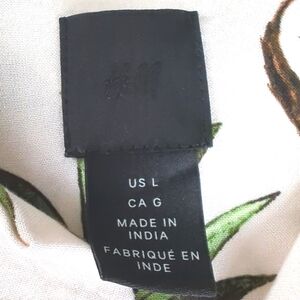 H&M
US L
CA G
MADE IN
INDIA
FABRIQUÉ EN
INDE